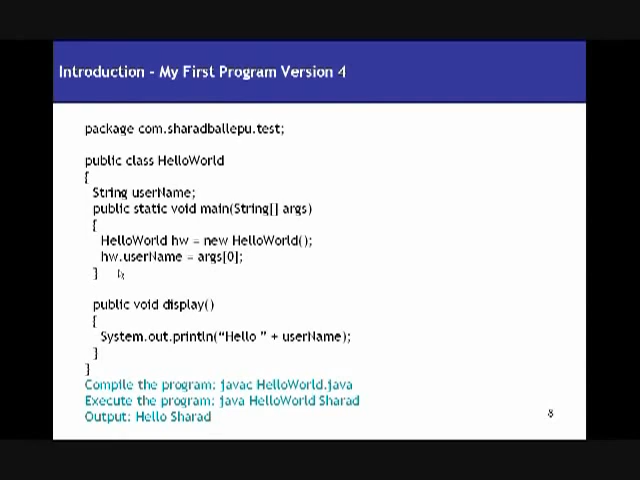 Introduction - My First Program Version 4
package com.sharadballepu.test;
public class HelloWorld
{
String userName;
public static void main(String[] args)
{
HelloWorld hw = new HelloWorld();
hw.userName = args[0];
}
public void display()
{
System.out.println(“Hello ” + userName);
}
}
Compile the program: javac HelloWorld.java
Execute the program: java HelloWorld Sharad
Output: Hello Sharad
8